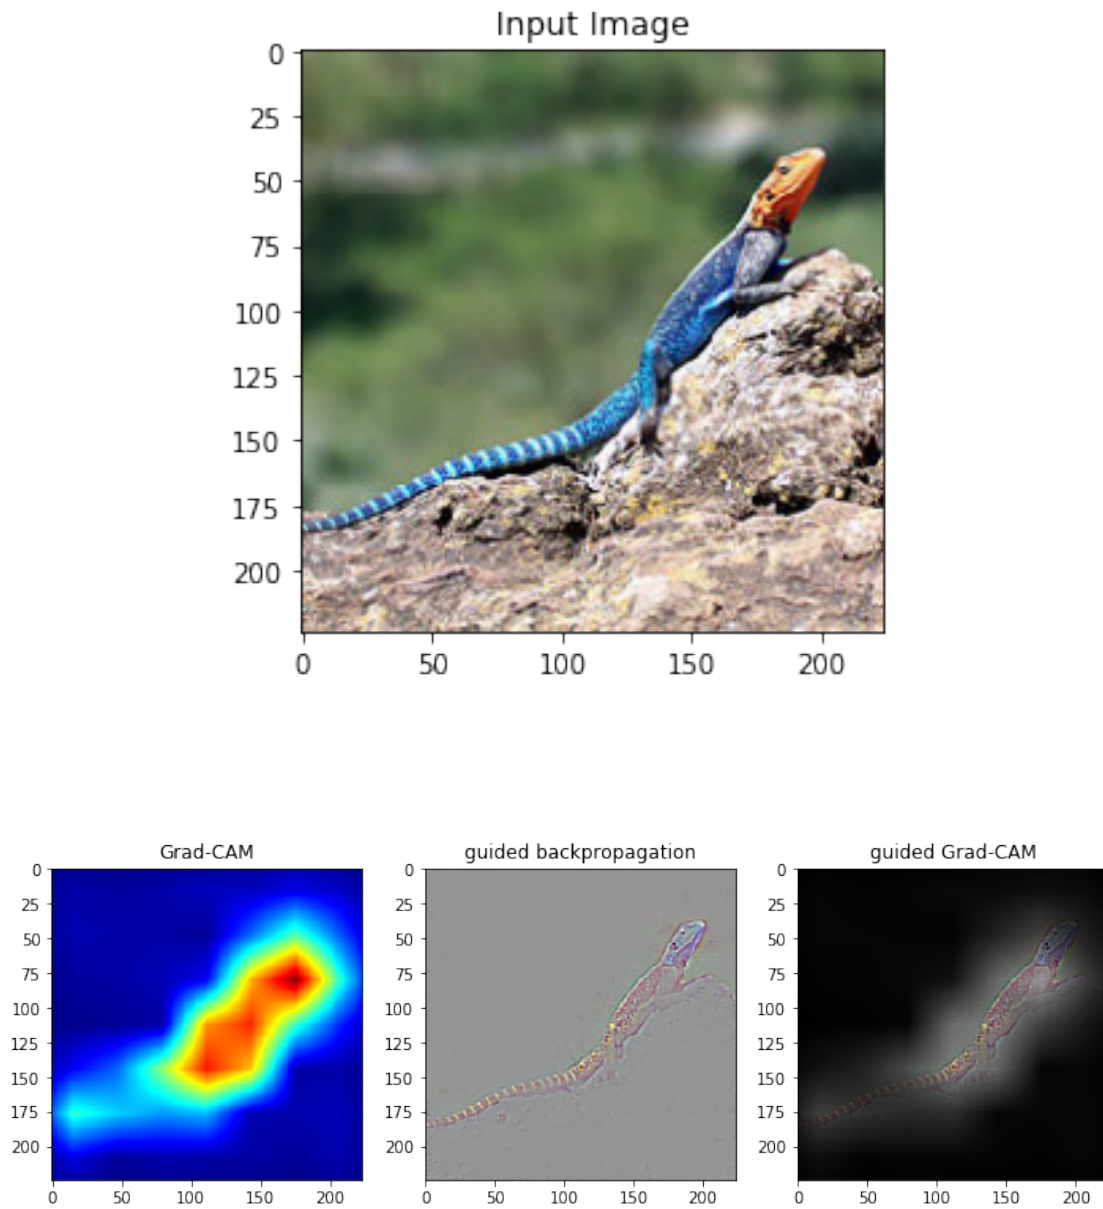 Input Image
0
25
50
75
100
125
150
175
200
0 50 100 150 200
Grad-CAM guided backpropagation guided Grad-CAM
0 0 0
25 25 25
50 50 50
75 75 75
100 100 100
125 125 125
150 150 150
175 175 175
200 200 200
0 50 100 150 200 0 50 100 150 200 0 50 100 150 200